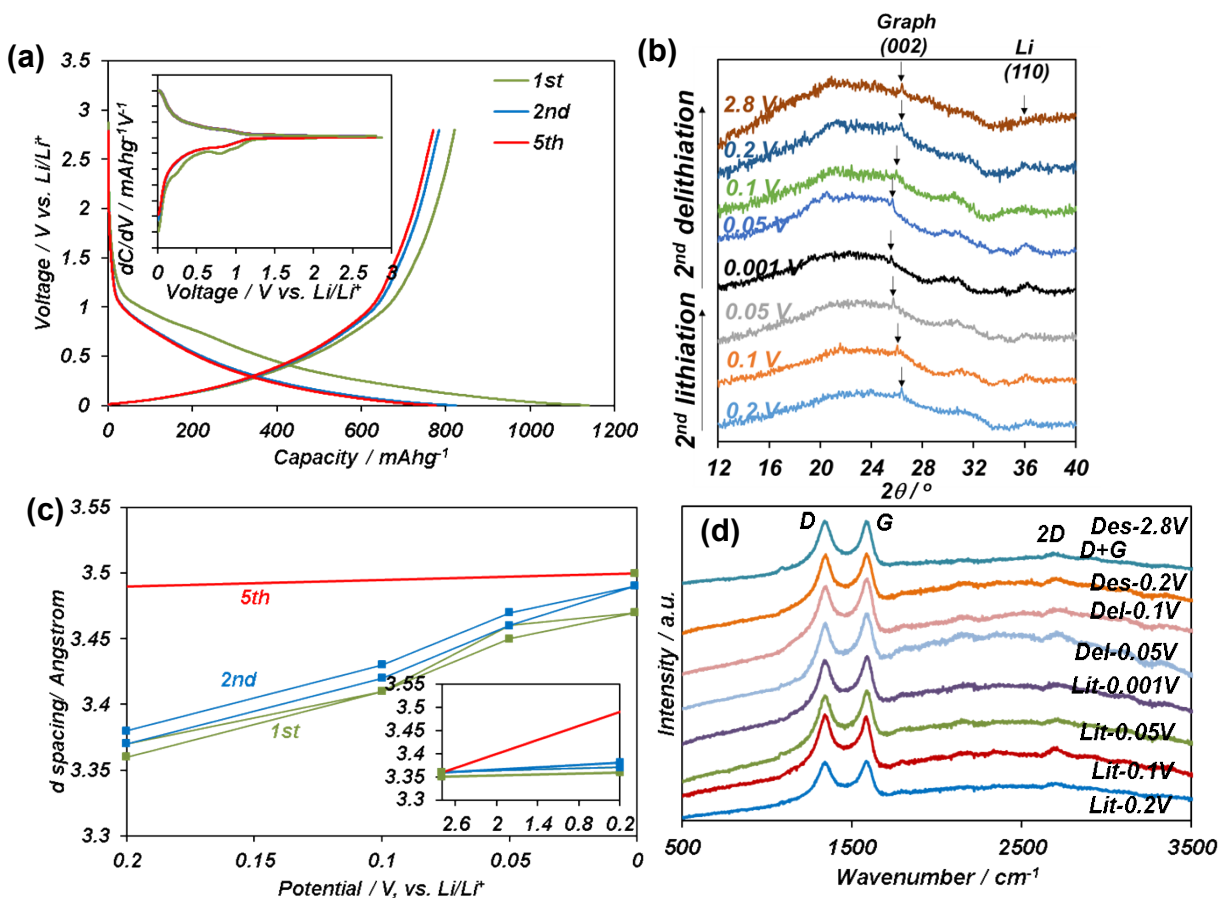 (a)
3.5
3
2.5
2
1.5
1
0.5
0
Voltage / V vs. Li/Li⁺
0 200 400 600 800 1000 1200
Capacity / mAhg⁻¹
1st
2nd
5th
dC/dV / mAhg⁻¹V⁻¹
0 0.5 1 1.5 2 2.5 3
Voltage / V vs. Li/Li⁺
(b)
Graph
(002)
Li
(110)
2.8 V
0.2 V
0.1 V
0.05 V
0.001 V
0.05 V
0.1 V
0.2 V
2ⁿᵈ delithiation
2ⁿᵈ lithiation
12 16 20 24 28 32 36 40
2θ / º
(c)
3.55
3.5
3.45
3.4
3.35
3.3
d spacing/ Angstrom
0.2 0.15 0.1 0.05 0
Potential / V, vs. Li/Li⁺
5th
2nd
1st
3.55
3.5
3.45
3.4
3.35
3.3
2.6 2 1.4 0.8 0.2
(d)
D G 2D
D+G
Des-2.8V
Des-0.2V
Del-0.1V
Del-0.05V
Lit-0.001V
Lit-0.05V
Lit-0.1V
Lit-0.2V
Intensity / a.u.
500 1500 2500 3500
Wavenumber / cm⁻¹